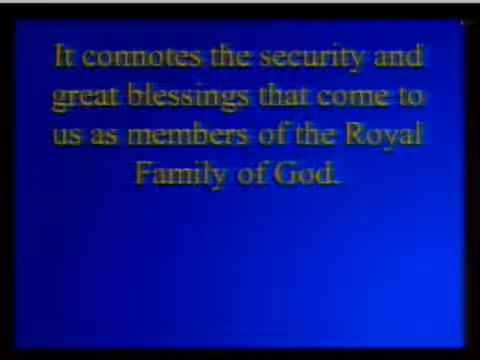 It connotes the security and
great blessings that come to
us as members of the Royal
Family of God.